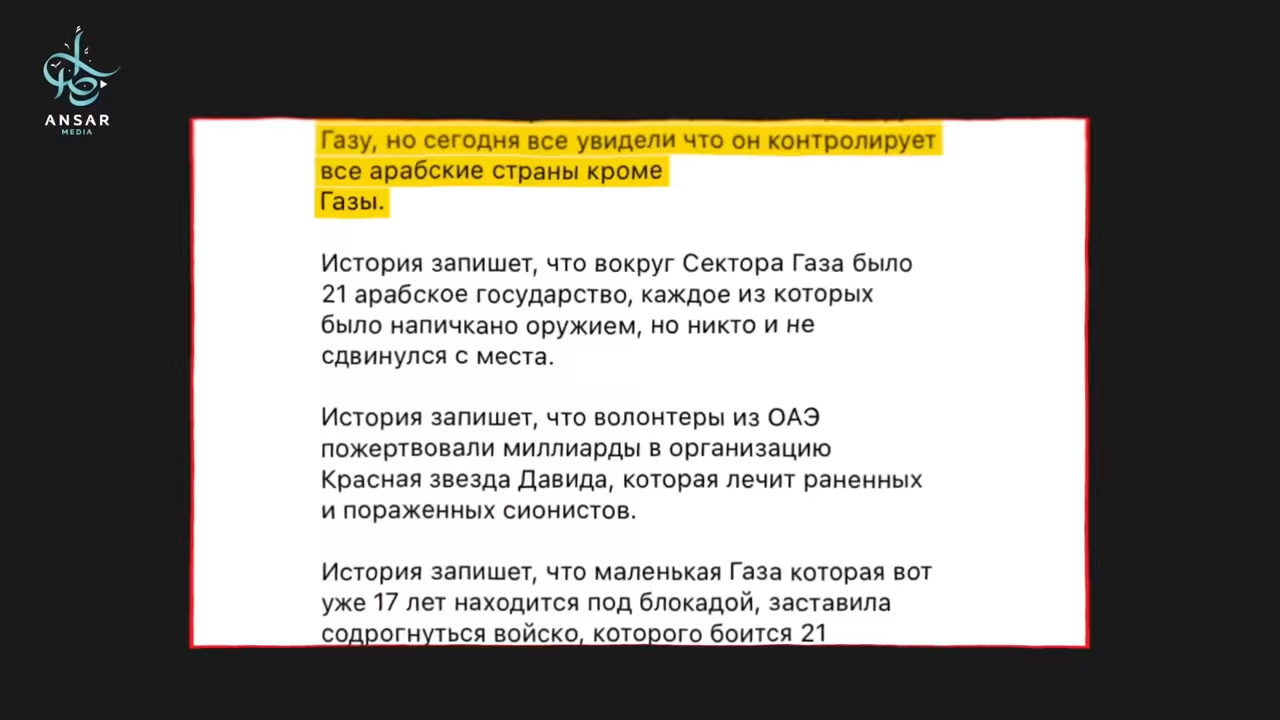 ANSAR
MEDIA
Газу, но сегодня все увидели что он контролирует
все арабские страны кроме
Газы.
История запишет, что вокруг Сектора Газа было
21 арабское государство, каждое из которых
было напичкано оружием, но никто и не
сдвинулся с места.
История запишет, что волонтеры из ОАЭ
пожертвовали миллиарды в организацию
Красная звезда Давида, которая лечит раненных
и пораженных сионистов.
История запишет, что маленькая Газа которая вот
уже 17 лет находится под блокадой, заставила
содрогнуться войско, которого боится 21